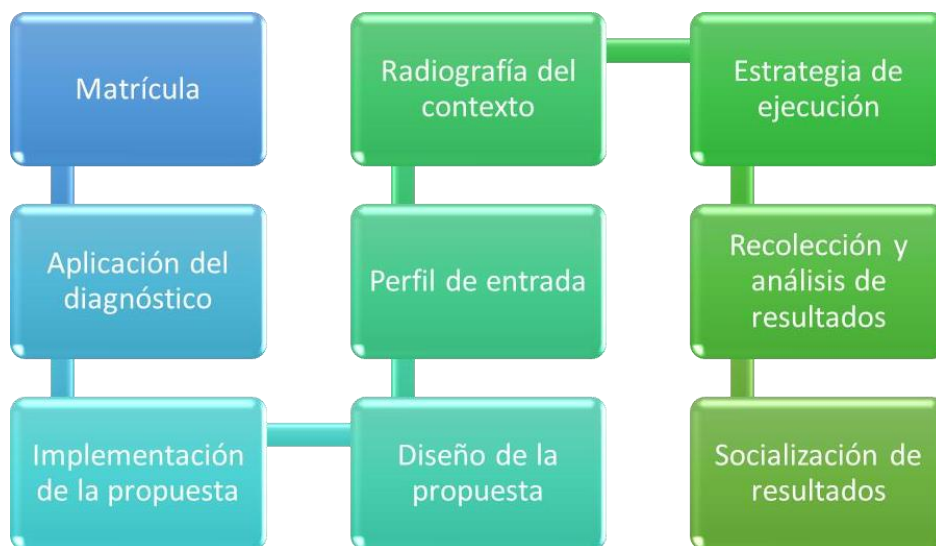 Matrícula
Aplicación del
diagnóstico
Implementación
de la propuesta
Diseño de la
propuesta
Perfil de entrada
Radiografía del
contexto
Estrategia de
ejecución
Recolección y
análisis de
resultados
Socialización de
resultados